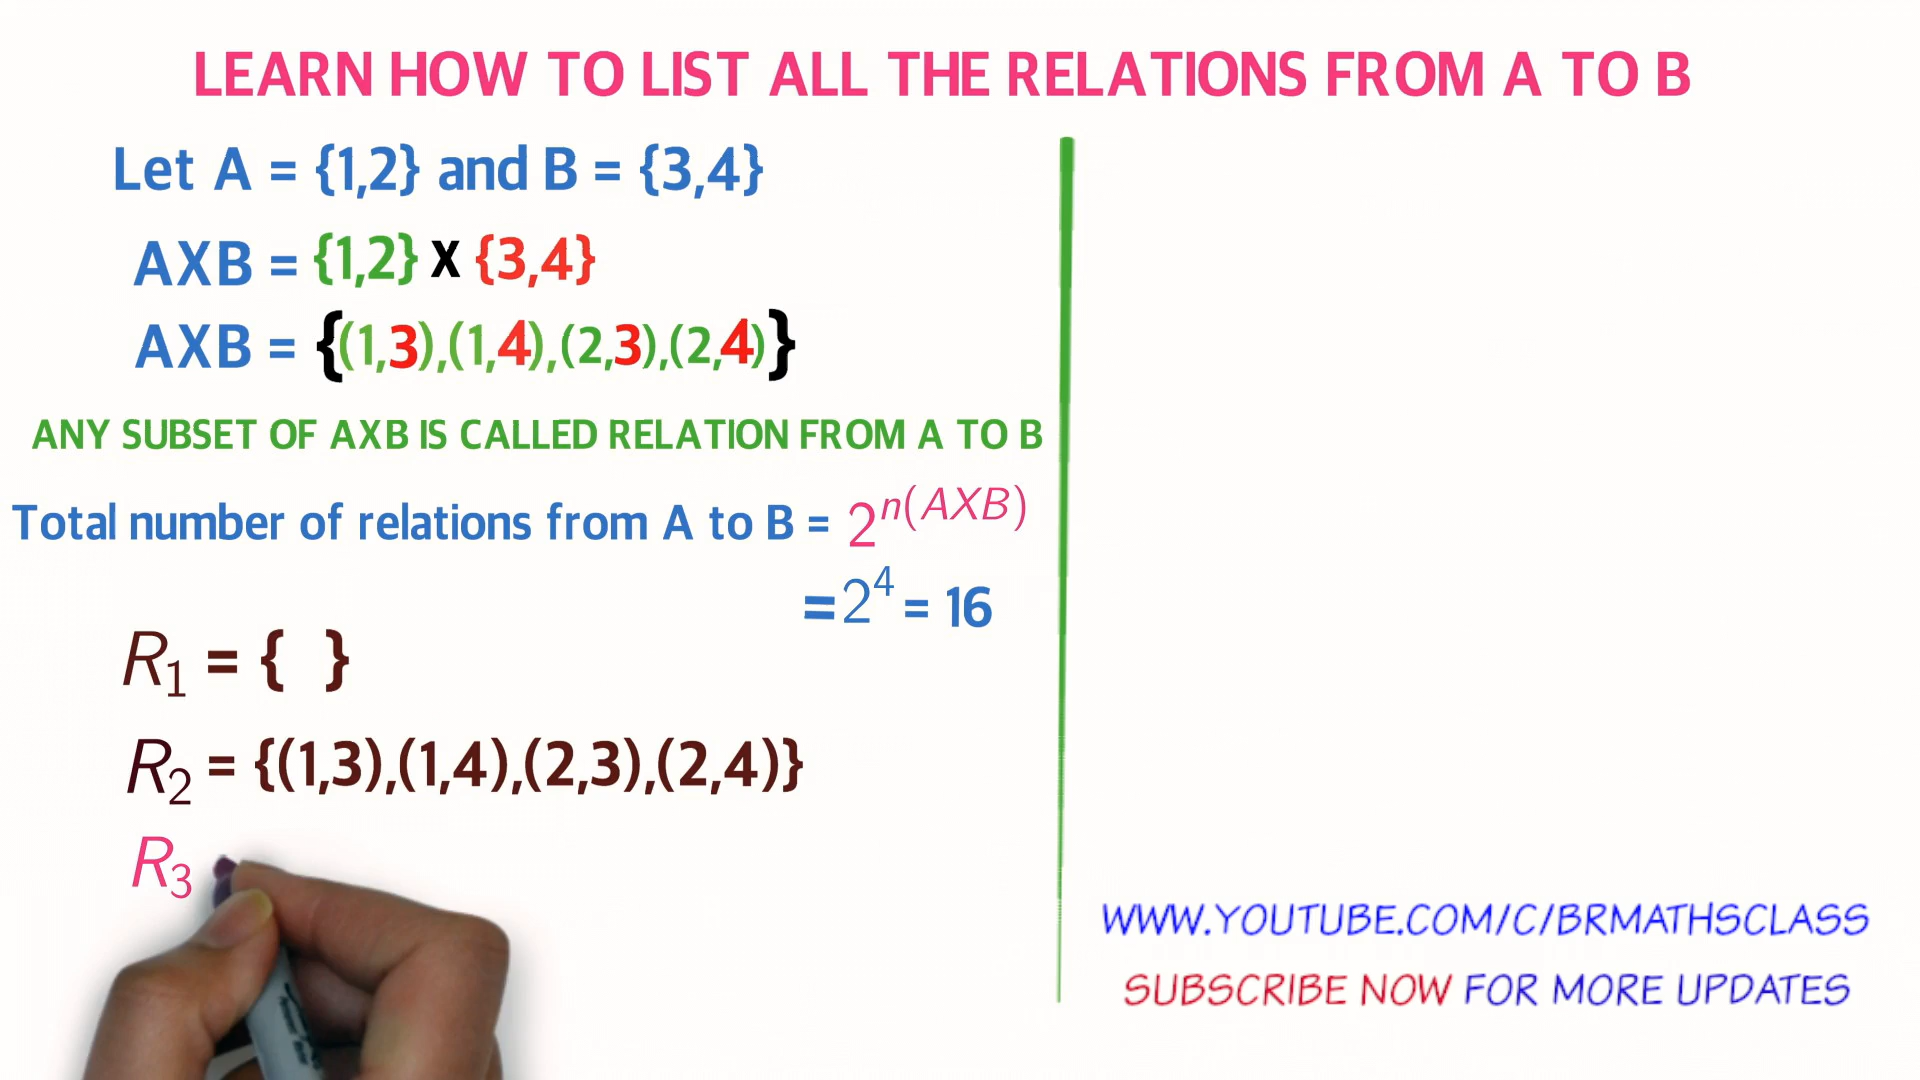 LEARN HOW TO LIST ALL THE RELATIONS FROM A TO B
Let A = {1,2} and B = {3,4}
AXB = {1,2} X {3,4}
AXB = {(1,3),(1,4),(2,3),(2,4)}
ANY SUBSET OF AXB IS CALLED RELATION FROM A TO B
Total number of relations from A to B = 2^{n(AXB)}
=2^4 = 16
R_1 = { }
R_2 = {(1,3),(1,4),(2,3),(2,4)}
R_3
WWW.YOUTUBE.COM/C/BRMATHSCLASS
SUBSCRIBE NOW FOR MORE UPDATES